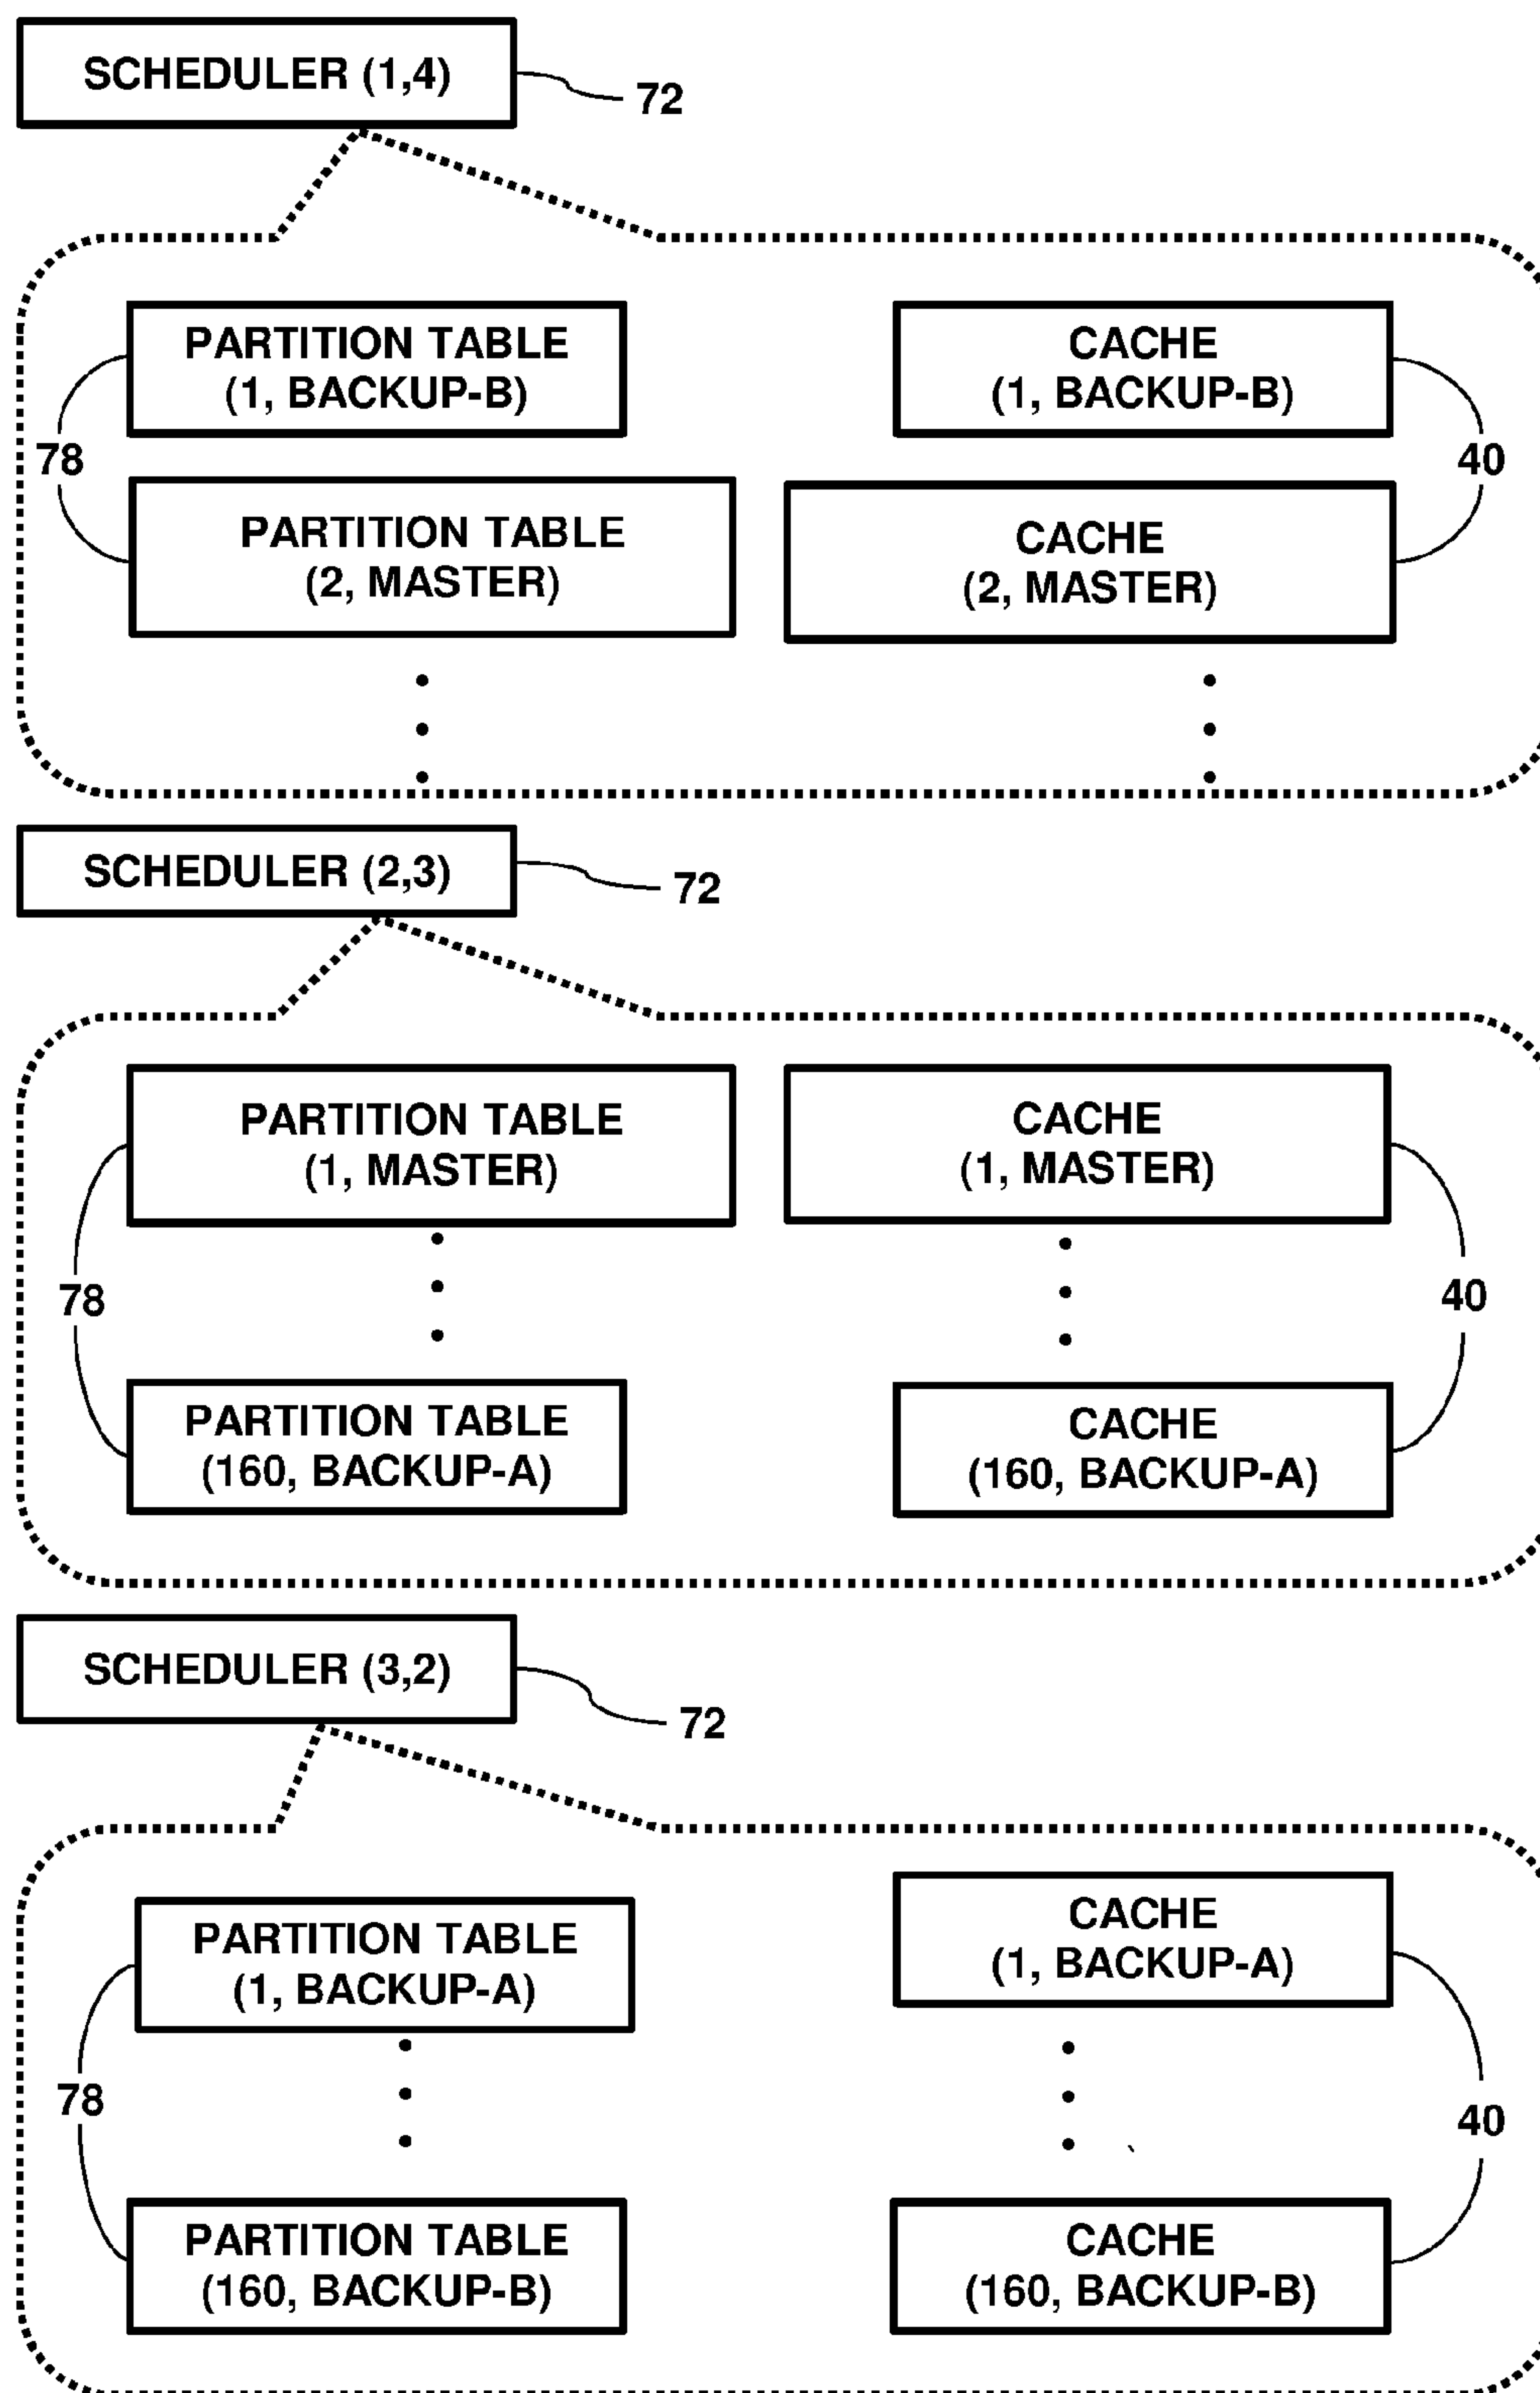 SCHEDULER (1,4)
72
PARTITION TABLE
(1, BACKUP-B)
CACHE
(1, BACKUP-B)
78
40
PARTITION TABLE
(2, MASTER)
CACHE
(2, MASTER)
SCHEDULER (2,3)
72
PARTITION TABLE
(1, MASTER)
CACHE
(1, MASTER)
78
40
PARTITION TABLE
(160, BACKUP-A)
CACHE
(160, BACKUP-A)
SCHEDULER (3,2)
72
PARTITION TABLE
(1, BACKUP-A)
CACHE
(1, BACKUP-A)
78
40
PARTITION TABLE
(160, BACKUP-B)
CACHE
(160, BACKUP-B)